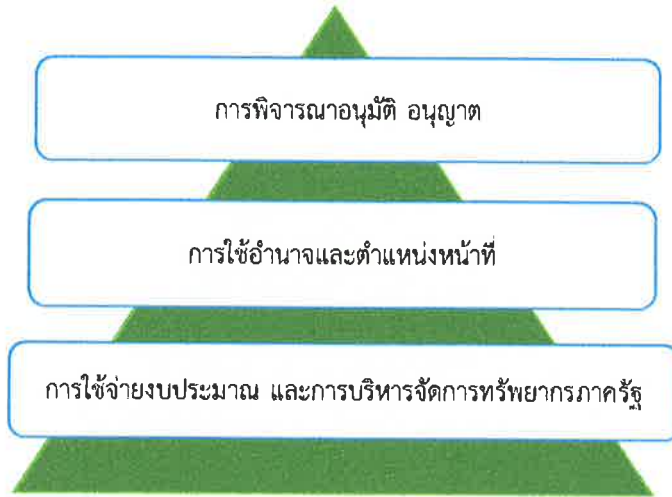 การพิจารณาอนุมัติ อนุญาต
การใช้อำนาจและตำแหน่งหน้าที่
การใช้จ่ายงบประมาณ และการบริหารจัดการทรัพยากรภาครัฐ